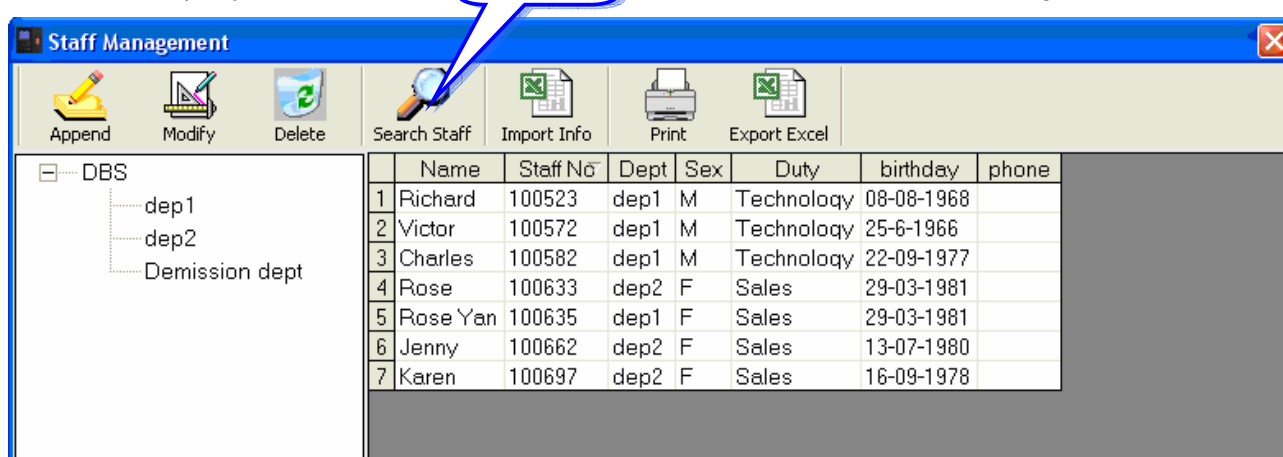 Staff Management
Append Modify Delete Search Staff Import Info Print Export Excel
DBS
dep1
dep2
Demission dept
Name Staff No Dept Sex Duty birthday phone
1 Richard 100523 dep1 M Technology 08-08-1968
2 Victor 100572 dep1 M Technology 25-6-1966
3 Charles 100582 dep1 M Technology 22-09-1977
4 Rose 100633 dep2 F Sales 29-03-1981
5 Rose Yan 100635 dep1 F Sales 29-03-1981
6 Jenny 100662 dep2 F Sales 13-07-1980
7 Karen 100697 dep2 F Sales 16-09-1978